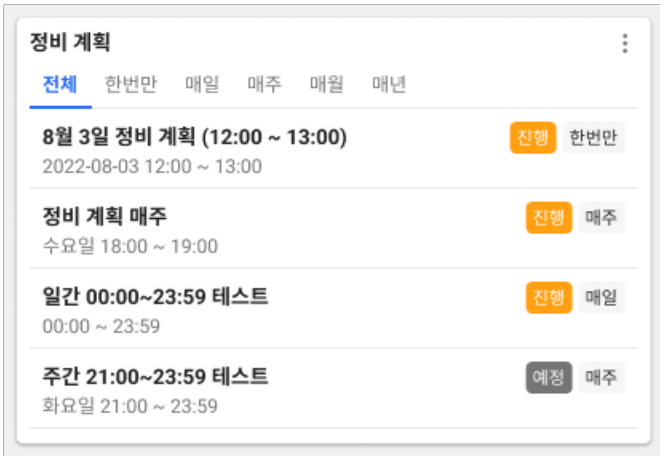 정비 계획
전체 한번만 매일 매주 매월 매년
8월 3일 정비 계획 (12:00 ~ 13:00) 진행 한번만
2022-08-03 12:00 ~ 13:00
정비 계획 매주 진행 매주
수요일 18:00 ~ 19:00
일간 00:00~23:59 테스트 진행 매일
00:00 ~ 23:59
주간 21:00~23:59 테스트 예정 매주
화요일 21:00 ~ 23:59